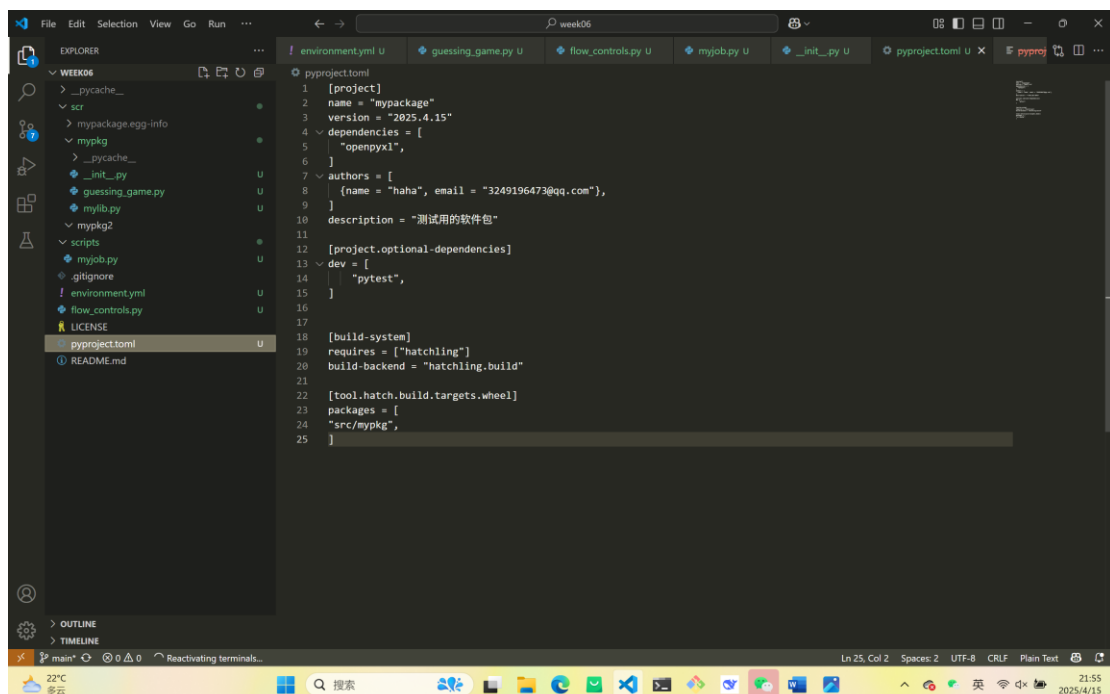 File Edit Selection View Go Run ···
week06
EXPLORER
environment.yml U
guessing_game.py U
flow_controls.py U
myjob.py U
__init__.py U
pyproject.toml U
pyproj
WEEK06
__pycache__
scr
mypackage.egg-info
mypkg
__pycache__
__init__.py U
guessing_game.py U
mylib.py U
mypkg2
scripts
myjob.py U
.gitignore
environment.yml U
flow_controls.py U
LICENSE
pyproject.toml U
README.md
OUTLINE
TIMELINE
pyproject.toml
1 [project]
2 name = "mypackage"
3 version = "2025.4.15"
4 dependencies = [
5 "openpyxl",
6 ]
7 authors = [
8 {name = "haha", email = "3249196473@qq.com"},
9 ]
10 description = "测试用的软件包"
11
12 [project.optional-dependencies]
13 dev = [
14 "pytest",
15 ]
16
17
18 [build-system]
19 requires = ["hatchling"]
20 build-backend = "hatchling.build"
21
22 [tool.hatch.build.targets.wheel]
23 packages = [
24 "src/mypkg",
25 ]
main* 0 0 Reactivating terminals...
Ln 25, Col 2 Spaces: 2 UTF-8 CRLF Plain Text
22°C
多云
搜索
英
21:55
2025/4/15